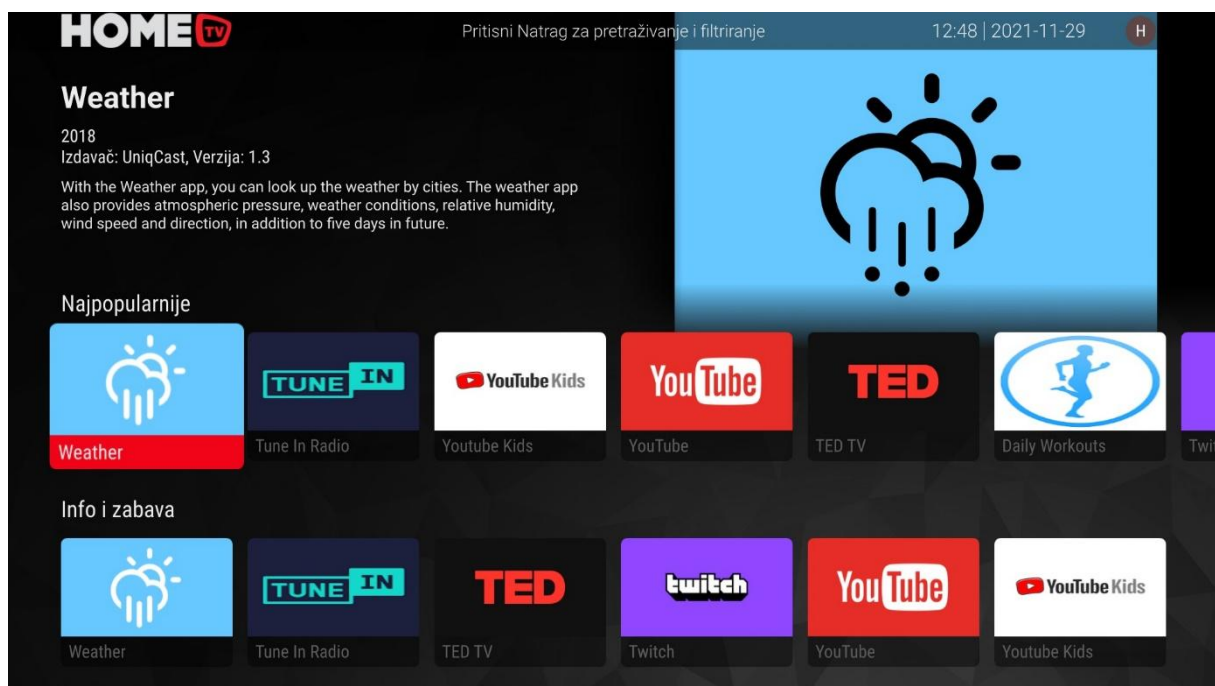 HOME TV
Pritisni Natrag za pretraživanje i filtriranje
12:48 | 2021-11-29
H
Weather
2018
Izdavač: UniqCast, Verzija: 1.3
With the Weather app, you can look up the weather by cities. The weather app
also provides atmospheric pressure, weather conditions, relative humidity,
wind speed and direction, in addition to five days in future.
Najpopularnije
TUNE IN
YouTube Kids
YouTube
TED
Weather
Tune In Radio
Youtube Kids
YouTube
TED TV
Daily Workouts
Twi
Info i zabava
TUNE IN
TED
twitch
YouTube
YouTube Kids
Weather
Tune In Radio
TED TV
Twitch
YouTube
Youtube Kids